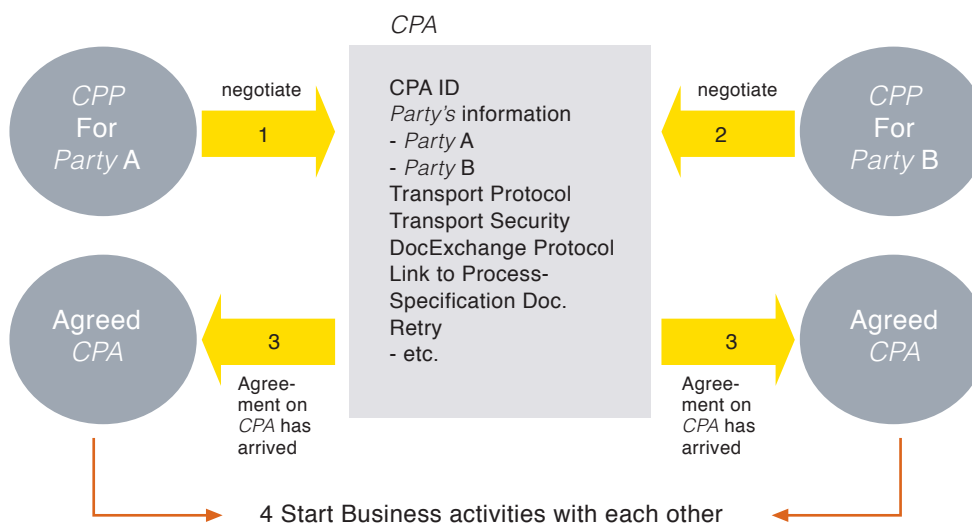 CPA
CPP
For
Party A
negotiate
1
CPA ID
Party's information
- Party A
- Party B
Transport Protocol
Transport Security
DocExchange Protocol
Link to Process-
Specification Doc.
Retry
- etc.
negotiate
2
CPP
For
Party B
Agreed
CPA
3
Agree-
ment on
CPA has
arrived
3
Agree-
ment on
CPA has
arrived
Agreed
CPA
4 Start Business activities with each other